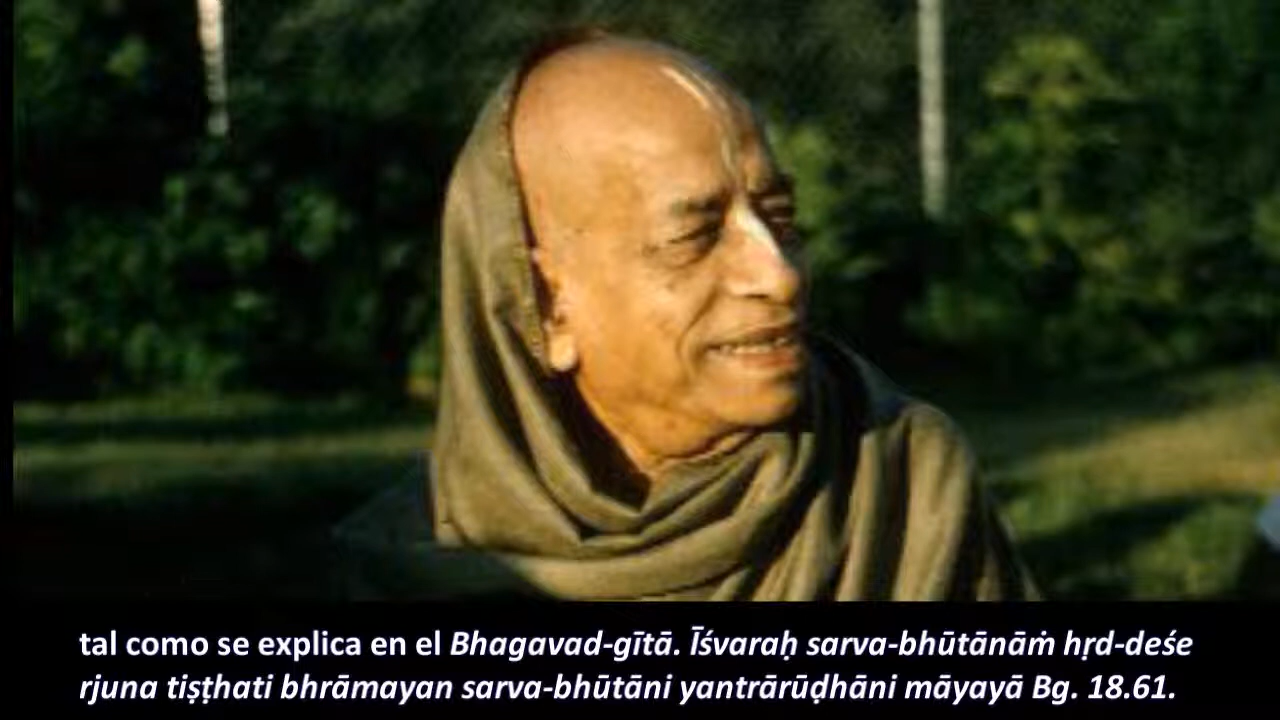 tal como se explica en el Bhagavad-gītā. Īśvaraḥ sarva-bhūtānāṁ hṛd-deśe
rjuna tiṣṭhati bhrāmayan sarva-bhūtāni yantrārūḍhāni māyayā Bg. 18.61.